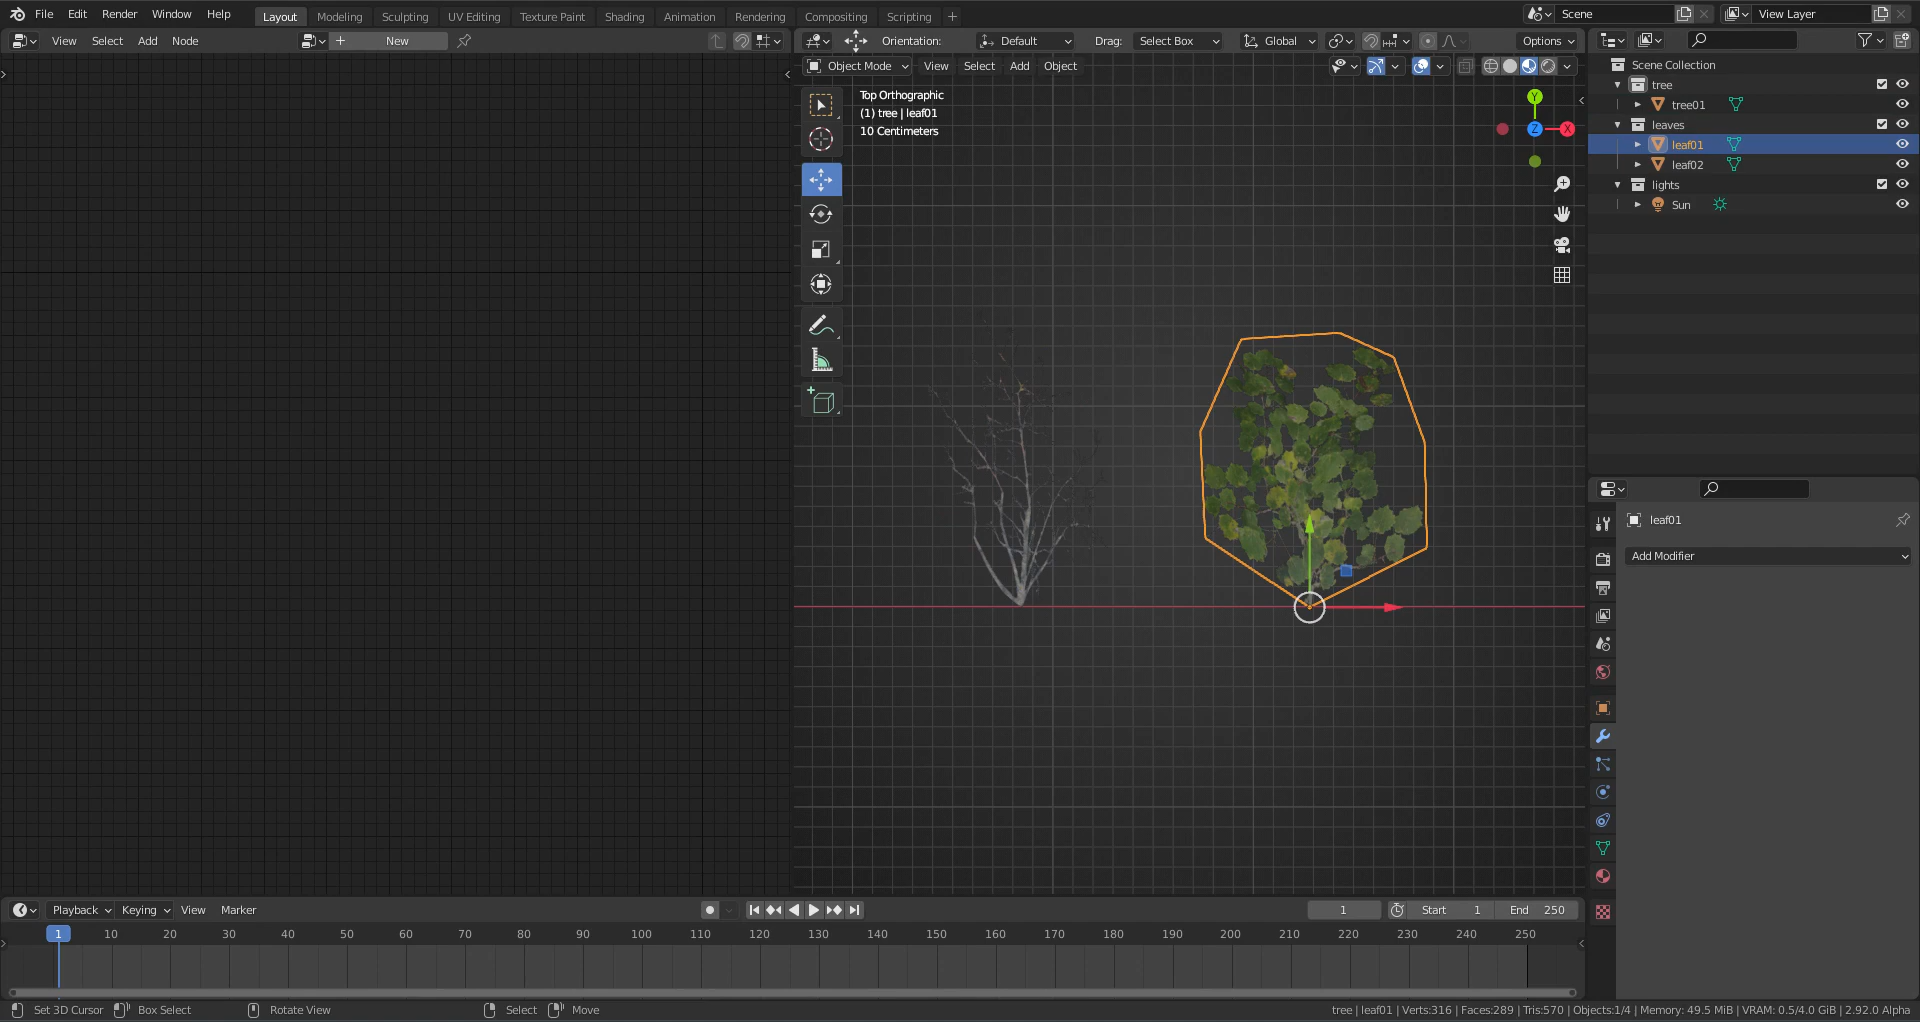 File Edit Render Window Help
Layout Modeling Sculpting UV Editing Texture Paint Shading Animation Rendering Compositing Scripting +
Scene
View Layer
View Select Add Node
+ New
Orientation: Default Drag: Select Box Global Options
Object Mode View Select Add Object
Top Orthographic
(1) tree | leaf01
10 Centimeters
Y
Z
X
Scene Collection
tree
tree01
leaves
leaf01
leaf02
lights
Sun
leaf01
Add Modifier
Playback Keying View Marker
1 Start 1 End 250
1 10 20 30 40 50 60 70 80 90 100 110 120 130 140 150 160 170 180 190 200 210 220 230 240 250
Set 3D Cursor Box Select Rotate View Select Move
tree | leaf01 | Verts:316 | Faces:289 | Tris:570 | Objects:1/4 | Memory: 49.5 MiB | VRAM: 0.5/4.0 GiB | 2.92.0 Alpha